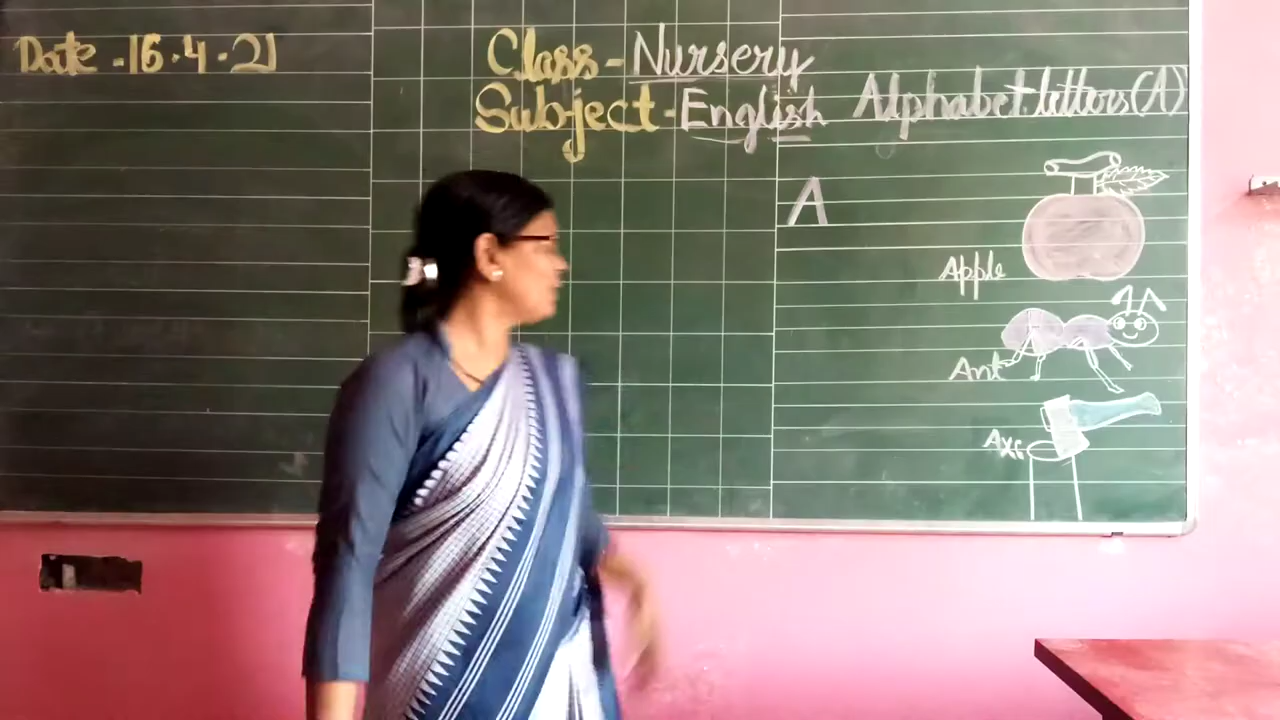 Date - 16.4.21
Class - Nursery
Subject - English Alphabet letters (A)
A
Apple
Ant
Axe